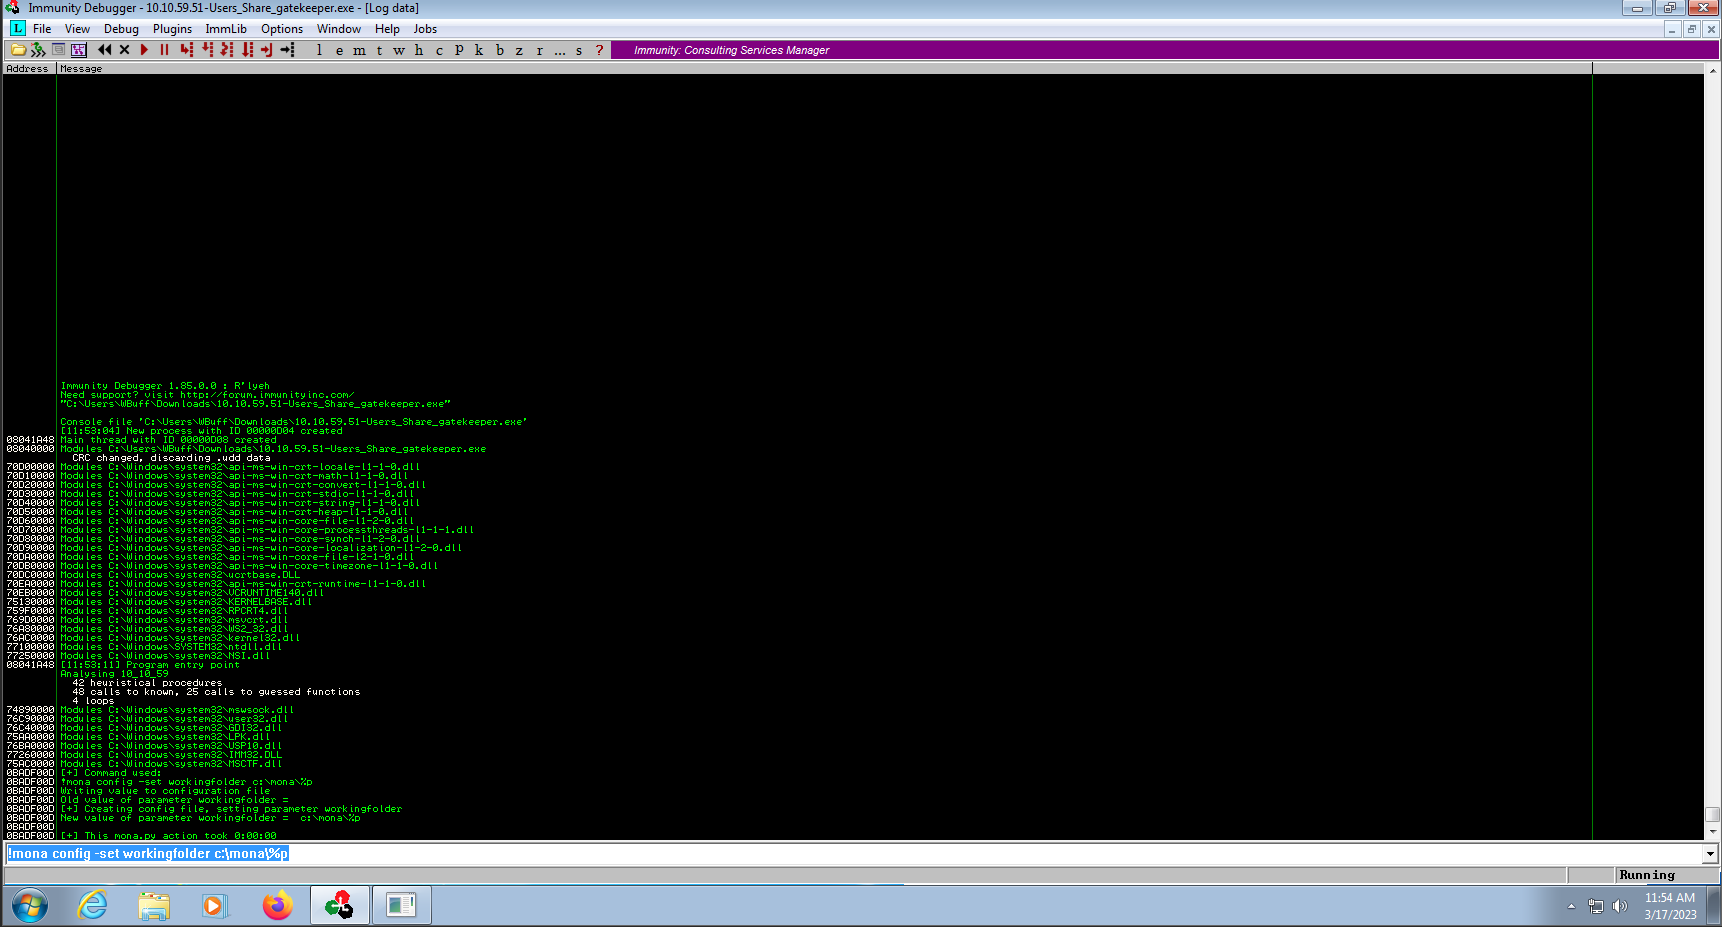 Immunity Debugger - 10.10.59.51-Users_Share_gatekeeper.exe - [Log data]
L File View Debug Plugins ImmLib Options Window Help Jobs
l e m t w h c P k b z r ... s ? Immunity: Consulting Services Manager
Address Message
Immunity Debugger 1.85.0.0 : R'lyeh
Need support? visit http://forum.immunityinc.com/
"C:\Users\WBuff\Downloads\10.10.59.51-Users_Share_gatekeeper.exe"
Console file 'C:\Users\WBuff\Downloads\10.10.59.51-Users_Share_gatekeeper.exe'
[11:53:04] New process with ID 00000D04 created
08041A48 Main thread with ID 00000D08 created
08040000 Modules C:\Users\WBuff\Downloads\10.10.59.51-Users_Share_gatekeeper.exe
CRC changed, discarding .udd data
70D00000 Modules C:\Windows\system32\api-ms-win-crt-locale-l1-1-0.dll
70D10000 Modules C:\Windows\system32\api-ms-win-crt-math-l1-1-0.dll
70D20000 Modules C:\Windows\system32\api-ms-win-crt-convert-l1-1-0.dll
70D30000 Modules C:\Windows\system32\api-ms-win-crt-stdio-l1-1-0.dll
70D40000 Modules C:\Windows\system32\api-ms-win-crt-string-l1-1-0.dll
70D50000 Modules C:\Windows\system32\api-ms-win-crt-heap-l1-1-0.dll
70D60000 Modules C:\Windows\system32\api-ms-win-core-file-l1-2-0.dll
70D70000 Modules C:\Windows\system32\api-ms-win-core-processthreads-l1-1-1.dll
70D80000 Modules C:\Windows\system32\api-ms-win-core-synch-l1-2-0.dll
70D90000 Modules C:\Windows\system32\api-ms-win-core-localization-l1-2-0.dll
70DA0000 Modules C:\Windows\system32\api-ms-win-core-file-l2-1-0.dll
70DB0000 Modules C:\Windows\system32\api-ms-win-core-timezone-l1-1-0.dll
70DC0000 Modules C:\Windows\system32\ucrtbase.DLL
70EA0000 Modules C:\Windows\system32\api-ms-win-crt-runtime-l1-1-0.dll
70EB0000 Modules C:\Windows\system32\VCRUNTIME140.dll
75130000 Modules C:\Windows\system32\KERNELBASE.dll
759F0000 Modules C:\Windows\system32\RPCRT4.dll
769D0000 Modules C:\Windows\system32\msvcrt.dll
76A80000 Modules C:\Windows\system32\WS2_32.dll
76AC0000 Modules C:\Windows\system32\kernel32.dll
77100000 Modules C:\Windows\SYSTEM32\ntdll.dll
77250000 Modules C:\Windows\system32\NSI.dll
08041A48 [11:53:11] Program entry point
Analysing 10_10_59
42 heuristical procedures
48 calls to known, 25 calls to guessed functions
4 loops
74890000 Modules C:\Windows\system32\mswsock.dll
76C90000 Modules C:\Windows\system32\user32.dll
76C40000 Modules C:\Windows\system32\GDI32.dll
75AA0000 Modules C:\Windows\system32\LPK.dll
76BA0000 Modules C:\Windows\system32\USP10.dll
77260000 Modules C:\Windows\system32\IMM32.DLL
75AC0000 Modules C:\Windows\system32\MSCTF.dll
0BADF00D [+] Command used:
0BADF00D !mona config -set workingfolder c:\mona\%p
0BADF00D Writing value to configuration file
0BADF00D Old value of parameter workingfolder =
0BADF00D [+] Creating config file, setting parameter workingfolder
0BADF00D New value of parameter workingfolder =  c:\mona\%p
0BADF00D
0BADF00D [+] This mona.py action took 0:00:00
!mona config -set workingfolder c:\mona\%p
Running
11:54 AM
3/17/2023